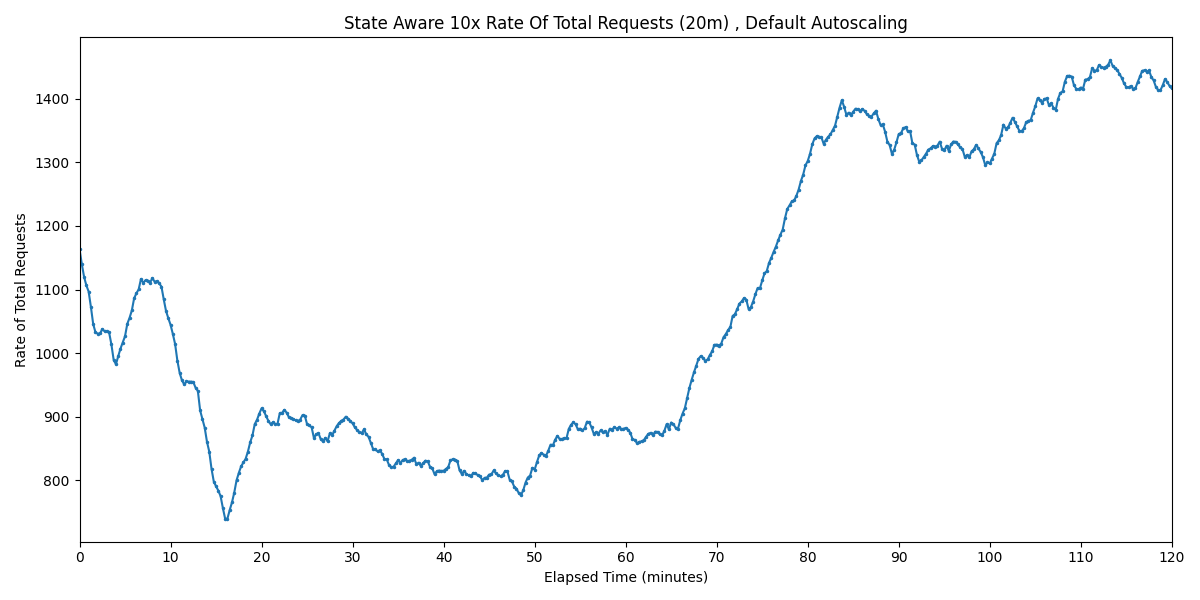 State Aware 10x Rate Of Total Requests (20m) , Default Autoscaling
Rate of Total Requests
1400
1300
1200
1100
1000
900
800
0 10 20 30 40 50 60 70 80 90 100 110 120
Elapsed Time (minutes)